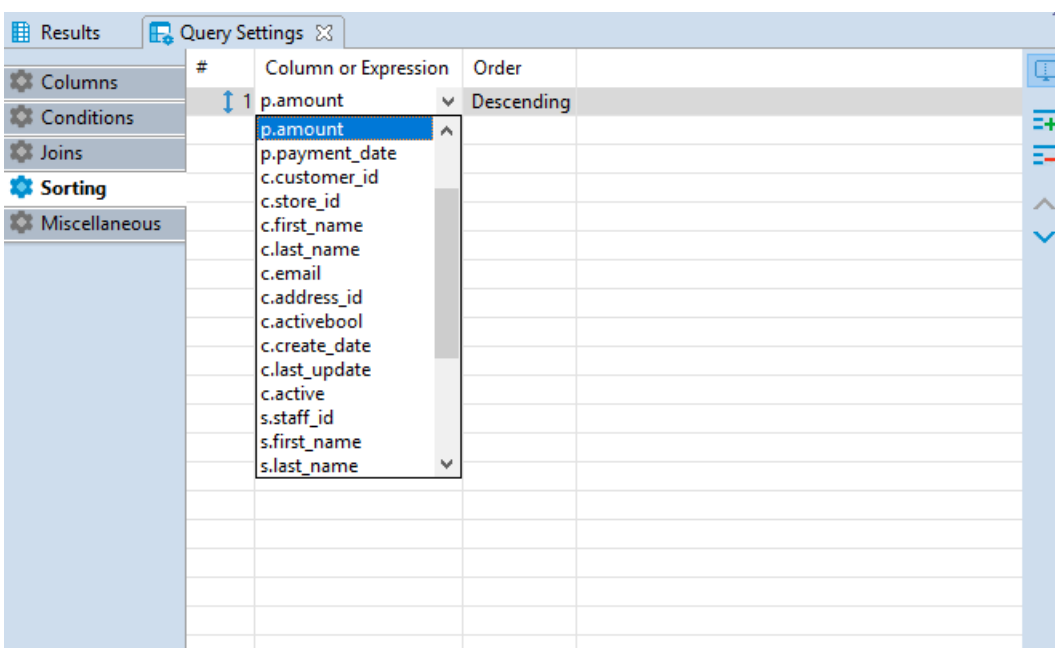 Results Query Settings
# Column or Expression Order
Columns
1 p.amount Descending
Conditions
p.amount
Joins
p.payment_date
c.customer_id
Sorting
c.store_id
Miscellaneous
c.first_name
c.last_name
c.email
c.address_id
c.activebool
c.create_date
c.last_update
c.active
s.staff_id
s.first_name
s.last_name